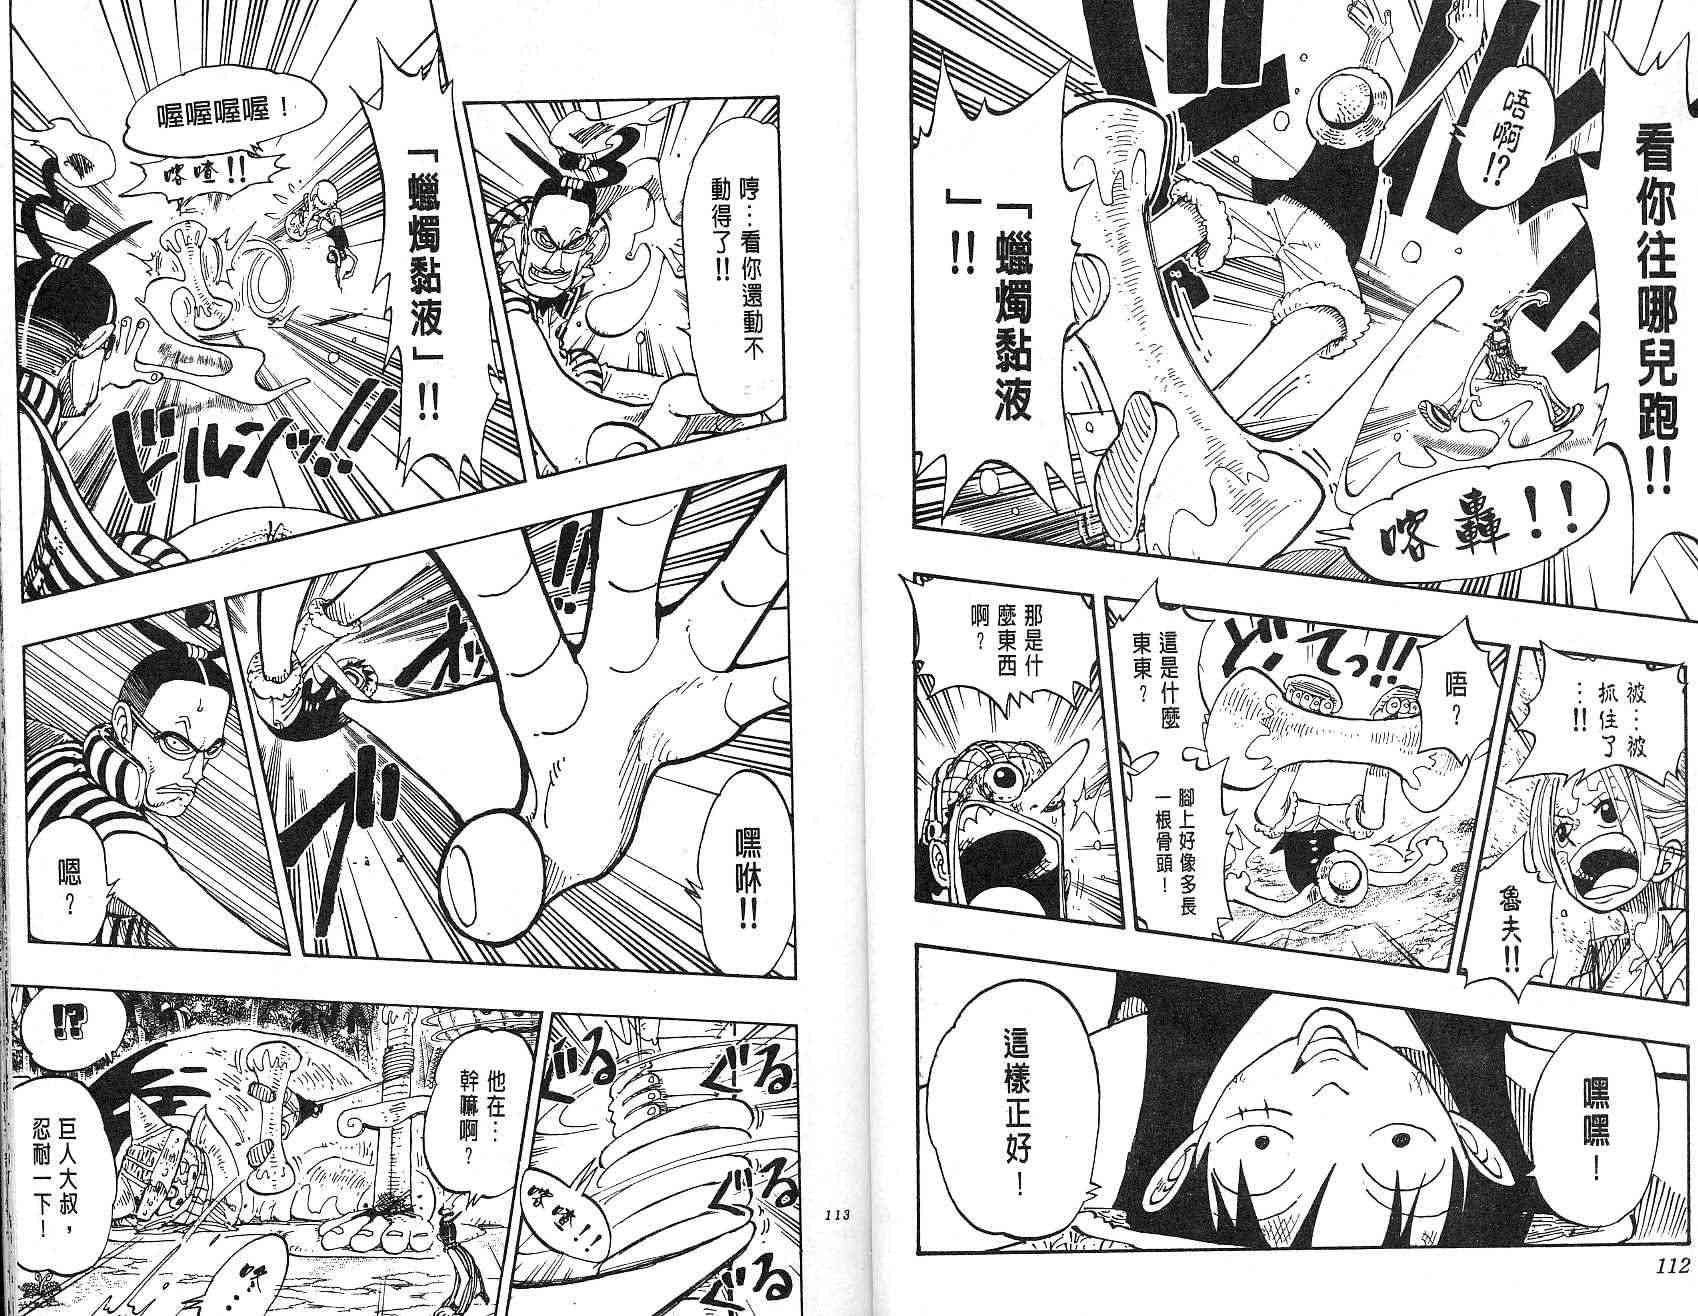 看你往哪兒跑!!
唔啊!?
「蠟燭黏液
」!!
轟!!
喀
被…被
抓住了
…!!
魯夫!!
どてっ!!
唔?
這是什麼
東東?
腳上好像多長
一根骨頭!
那是什
麼東西
啊?
嘿嘿!
這樣正好!
112
哼…看你還動不
動得了!!
「蠟燭黏液」!!
喔喔喔喔!
喀喳!!
ドルンッ!!
嘿咻!!
嗯?
ぐる
ぐる
ぐる
ぐる
喀喳!!
他在…
幹嘛啊?
!?
巨人大叔,
忍耐一下!
113